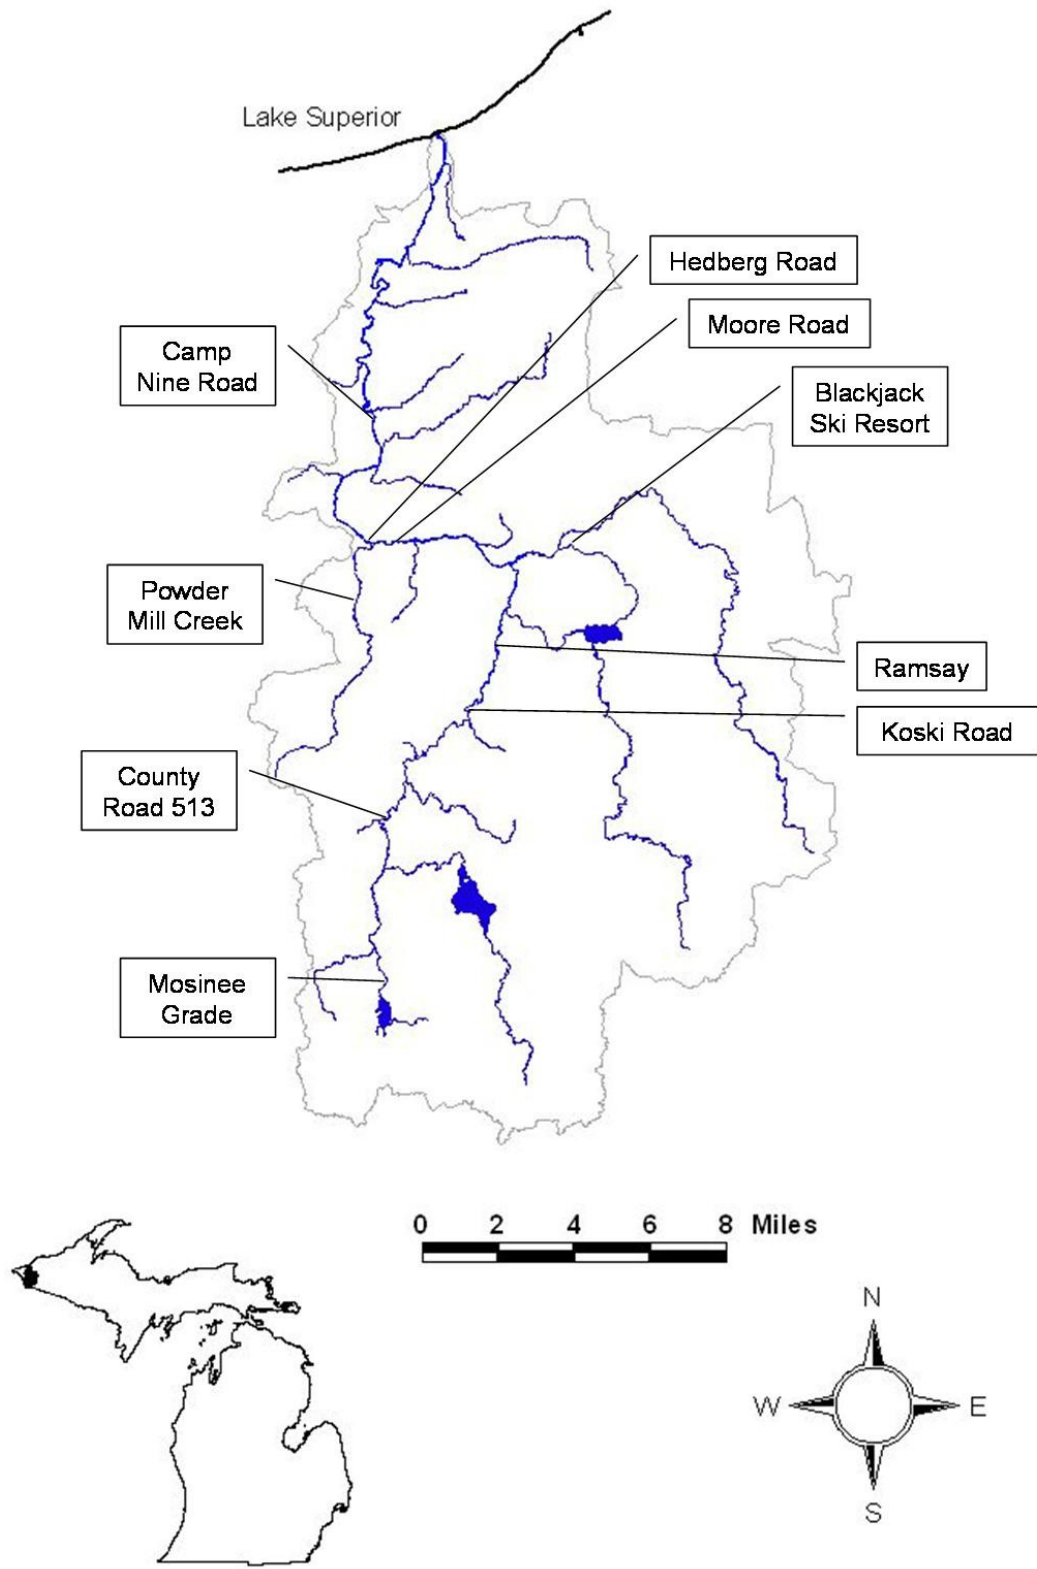 Lake Superior
Hedberg Road
Moore Road
Camp
Nine Road
Blackjack
Ski Resort
Powder
Mill Creek
Ramsay
Koski Road
County
Road 513
Mosinee
Grade
0 2 4 6 8 Miles
N
W E
S